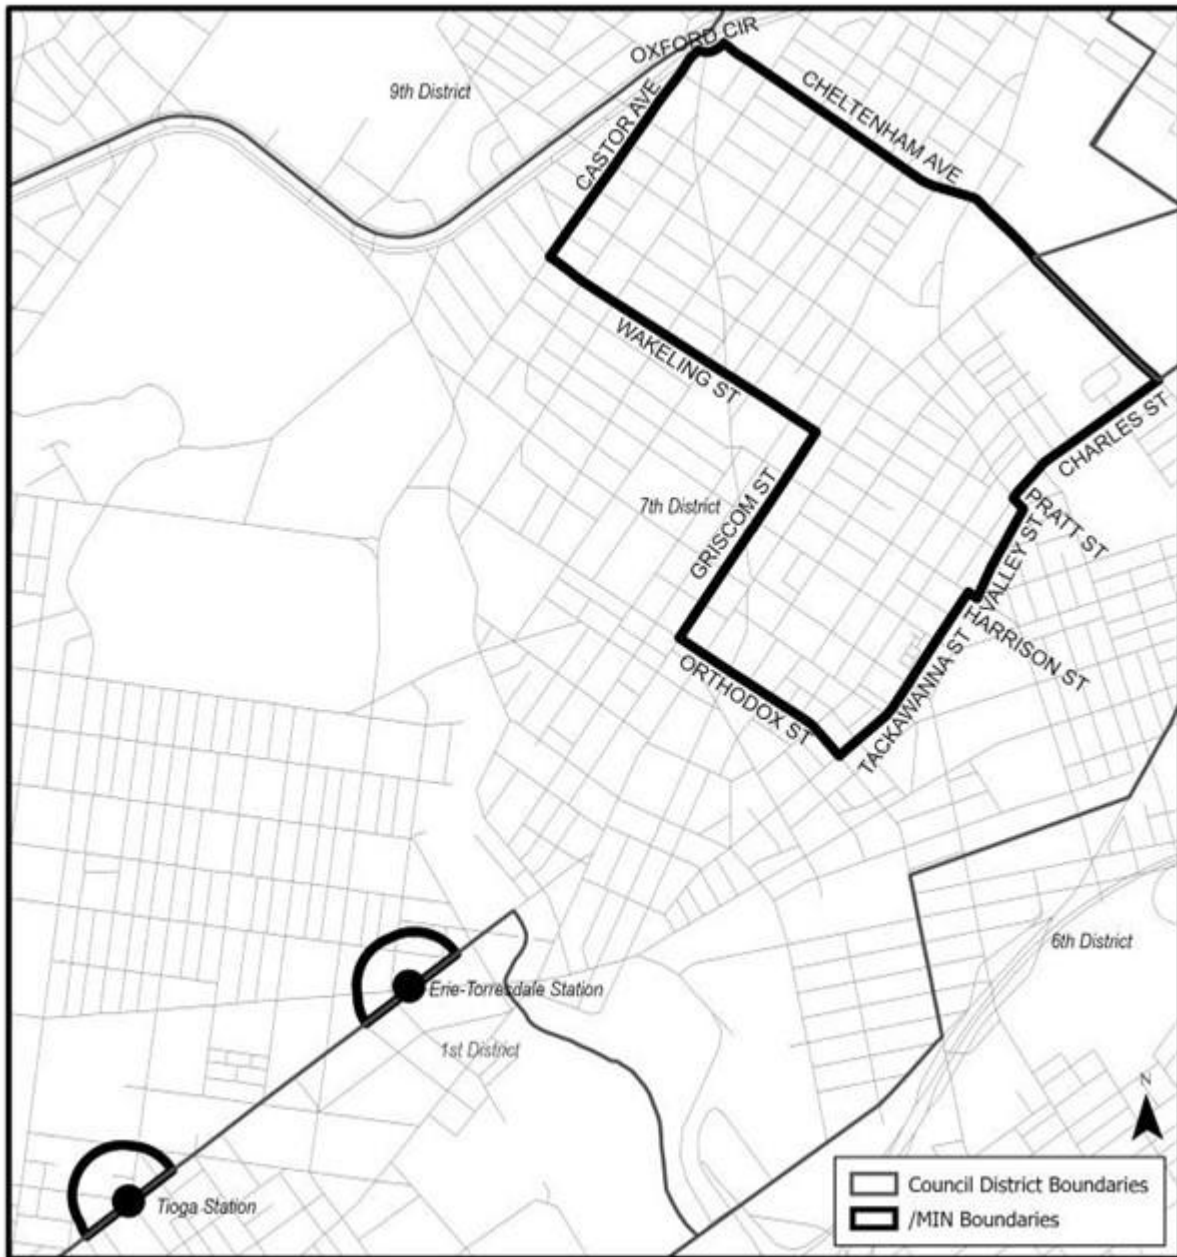 OXFORD CIR
9th District
CHELTENHAM AVE
CASTOR AVE
WAKELING ST
CHARLES ST
7th District
GRISCOM ST
PRATT ST
VALLEY ST
HARRISON ST
ORTHODOX ST
TACKAWANNA ST
6th District
Erie-Torresdale Station
1st District
N
Tioga Station
Council District Boundaries
/MIN Boundaries